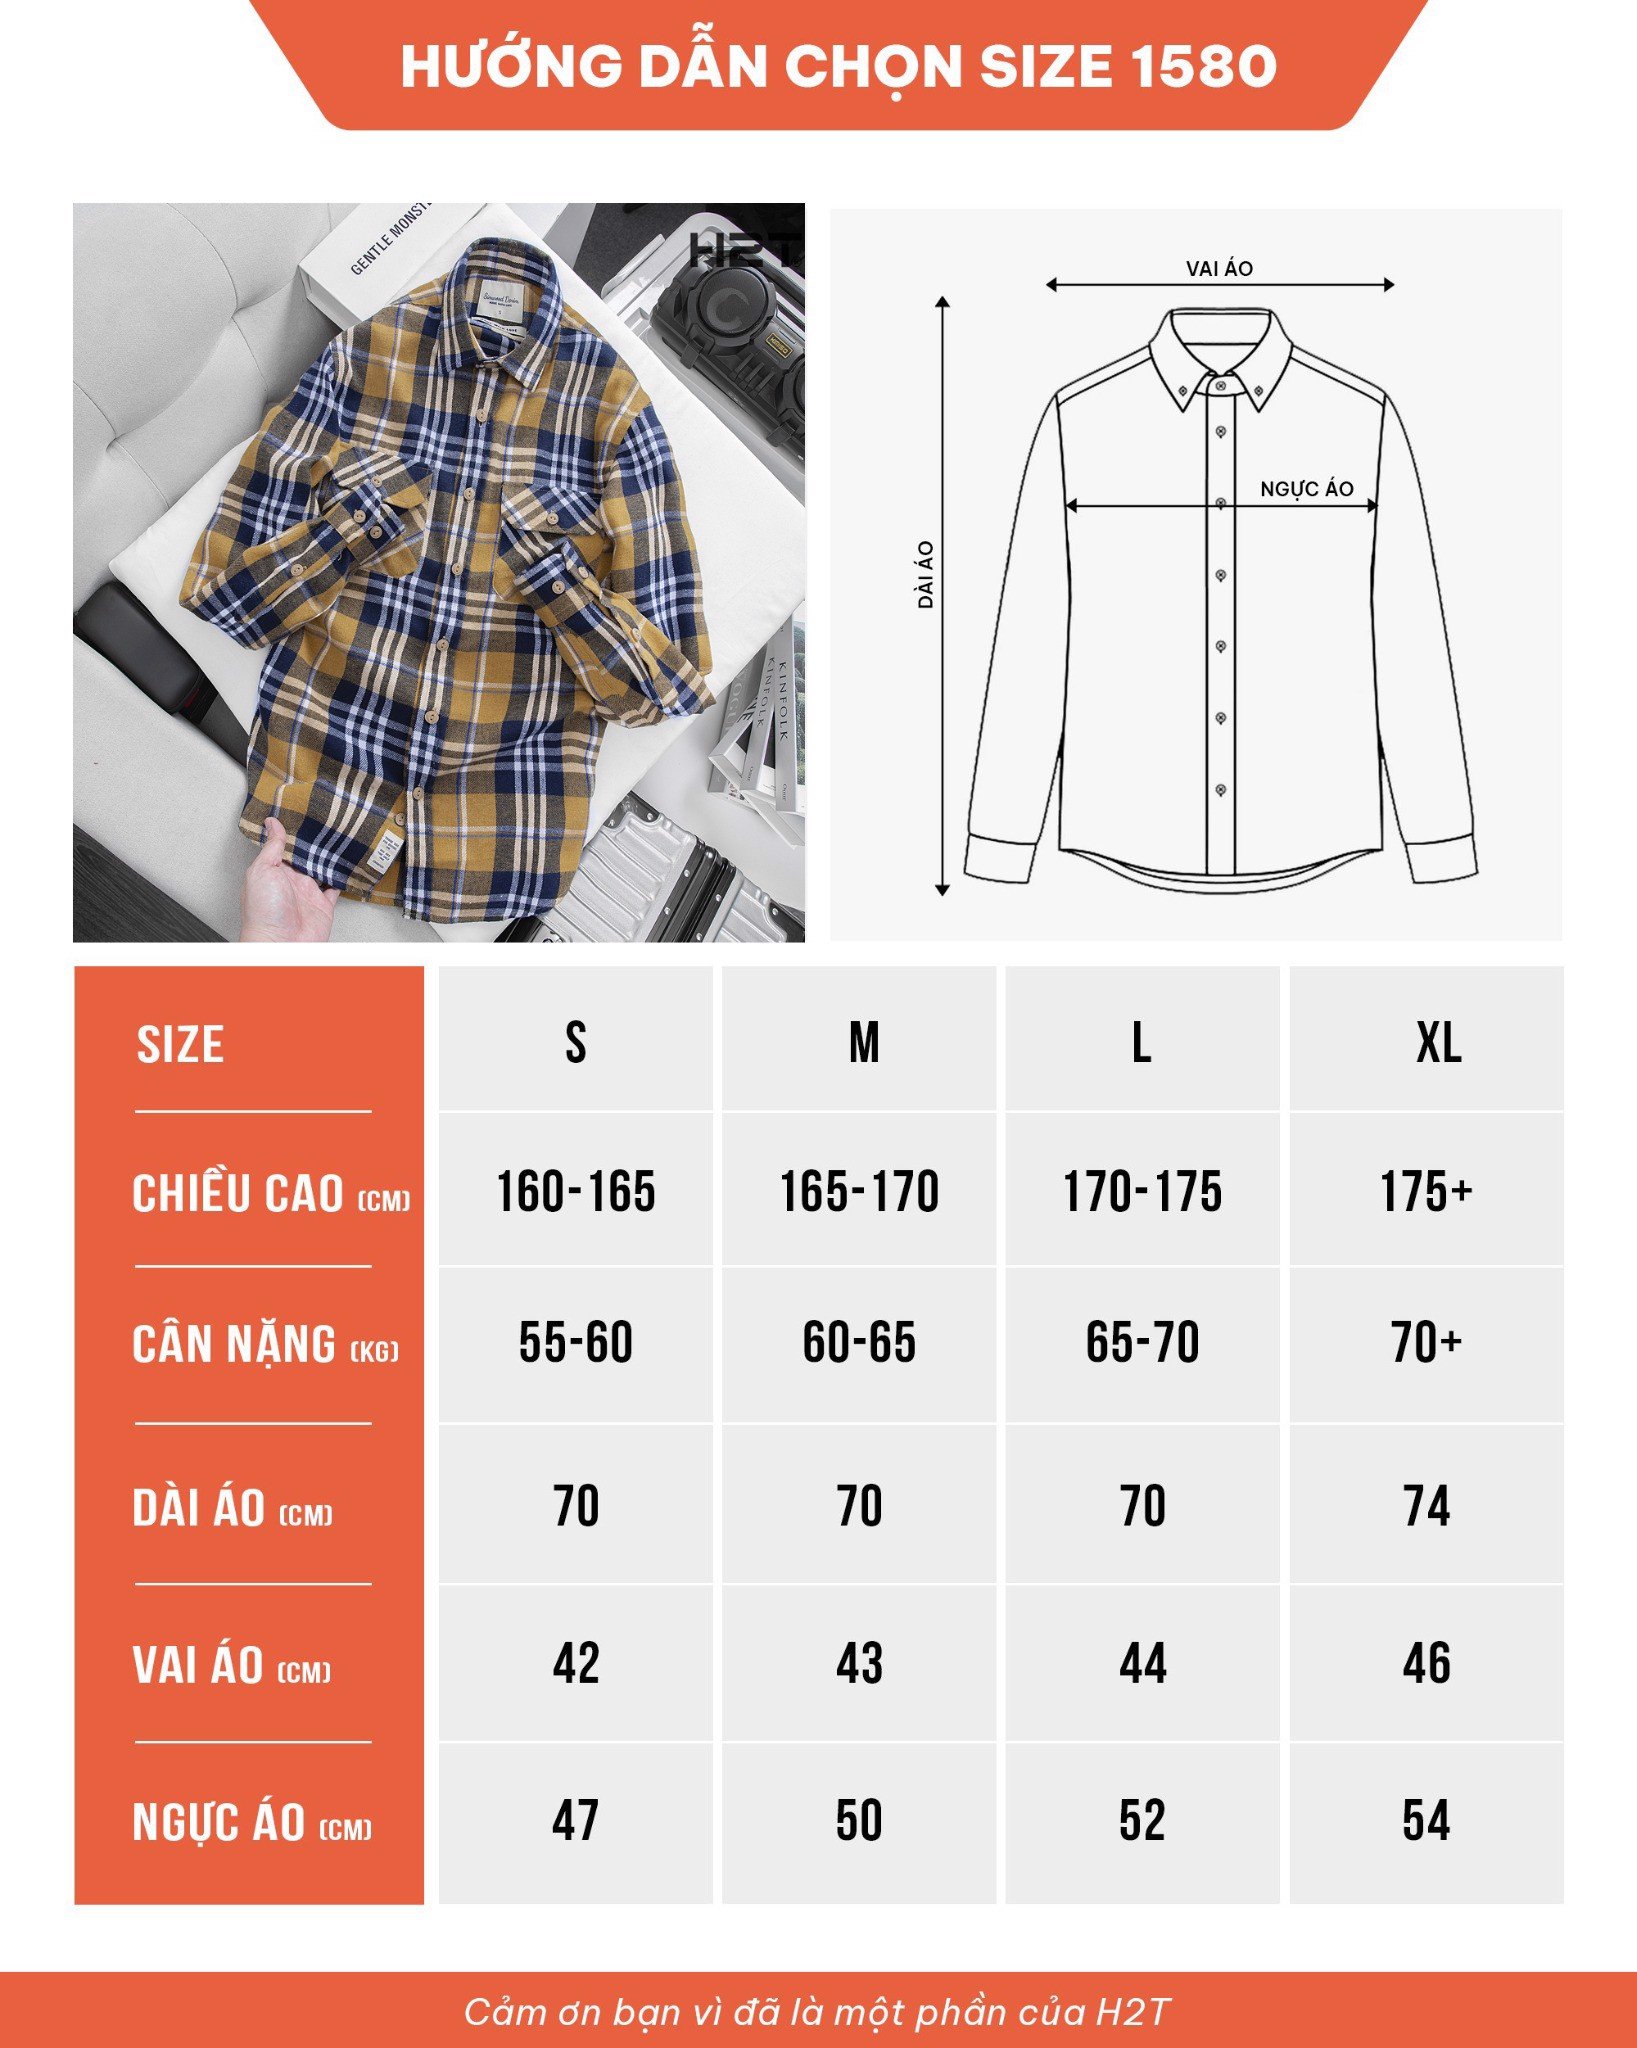 HƯỚNG DẪN CHỌN SIZE 1580
GENTLE MONST
H2T
Seawood Denim
S
KINFOLK
KINFOLK
VAI ÁO
NGỰC ÁO
DÀI ÁO
SIZE S M L XL
CHIỀU CAO (CM) 160-165 165-170 170-175 175+
CÂN NẶNG (KG) 55-60 60-65 65-70 70+
DÀI ÁO (CM) 70 70 70 74
VAI ÁO (CM) 42 43 44 46
NGỰC ÁO (CM) 47 50 52 54
Cảm ơn bạn vì đã là một phần của H2T